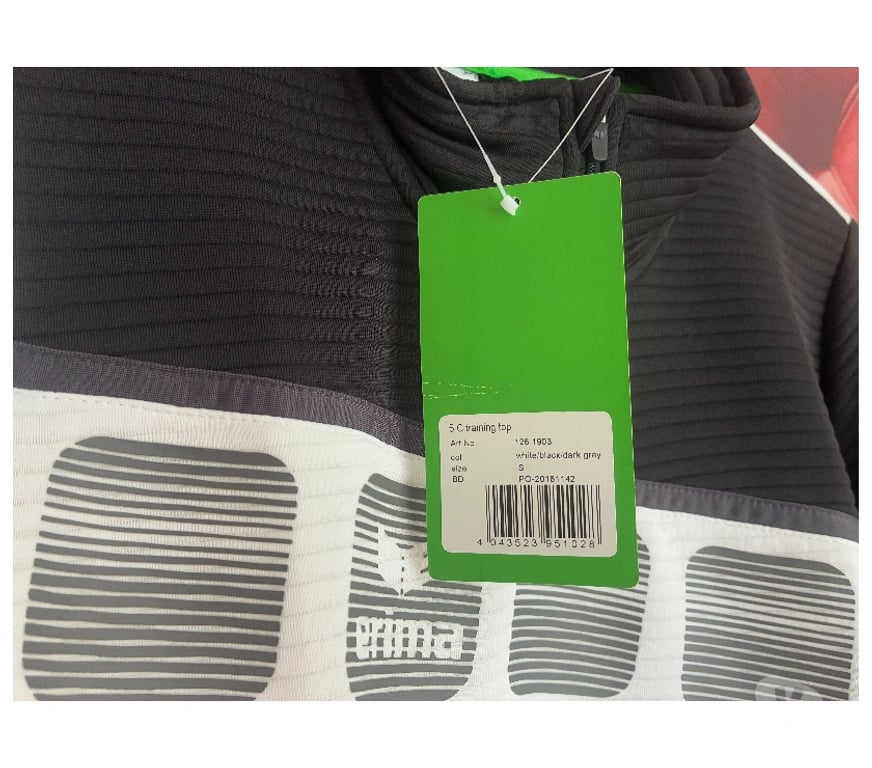 5-C training top
Art No. 126 1903
col white/black/dark grey
size S
BD PO-20181142
4 043523 951028
erima